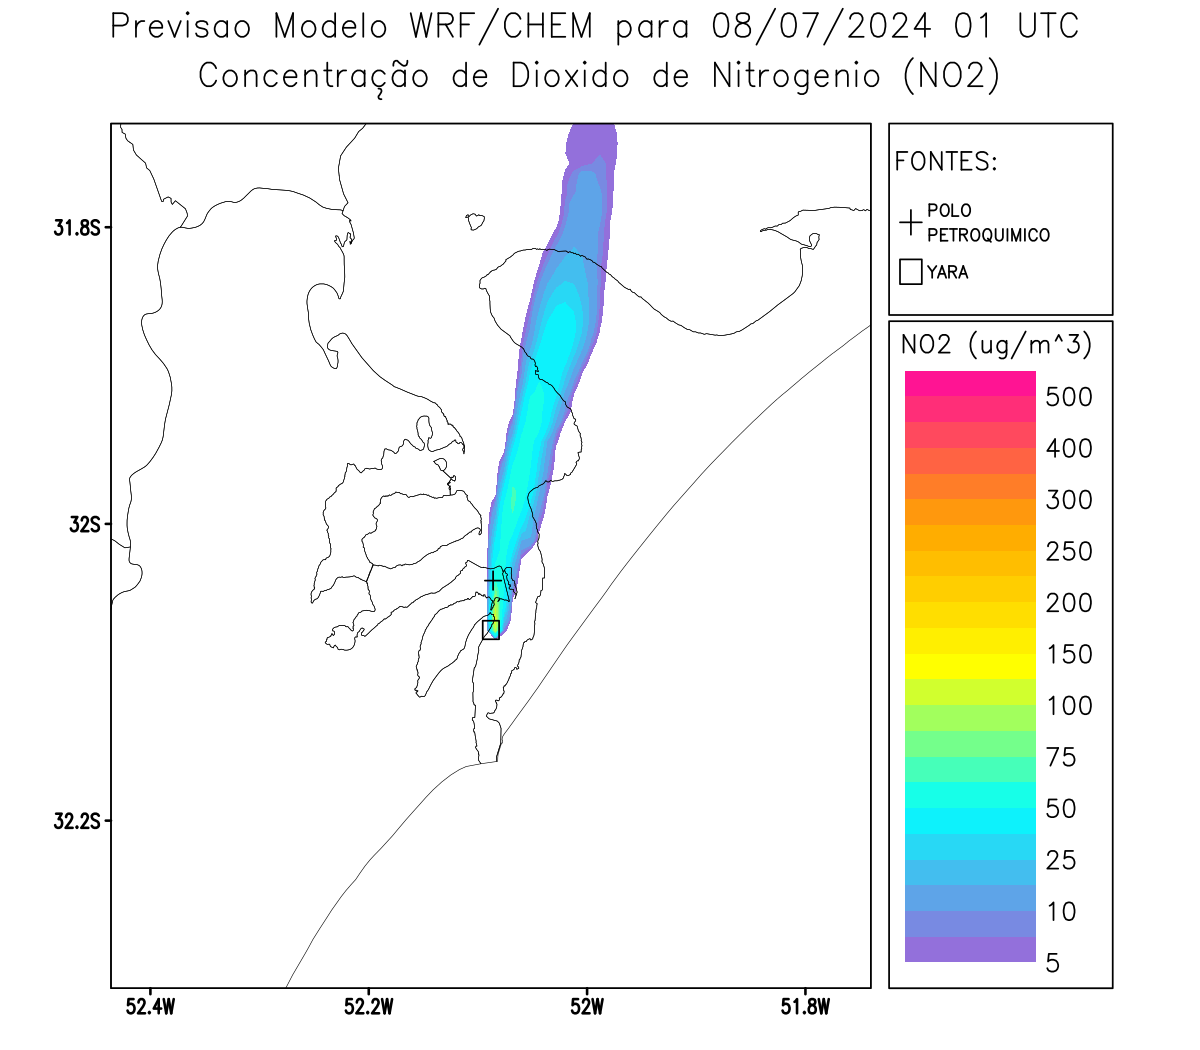 Previsao Modelo WRF/CHEM para 08/07/2024 01 UTC
Concentração de Dioxido de Nitrogenio (NO2)
FONTES:
POLO
PETROQUIMICO
YARA
NO2 (ug/m^3)
500
400
300
250
200
150
100
75
50
25
10
5
31.8S
32S
32.2S
52.4W
52.2W
52W
51.8W